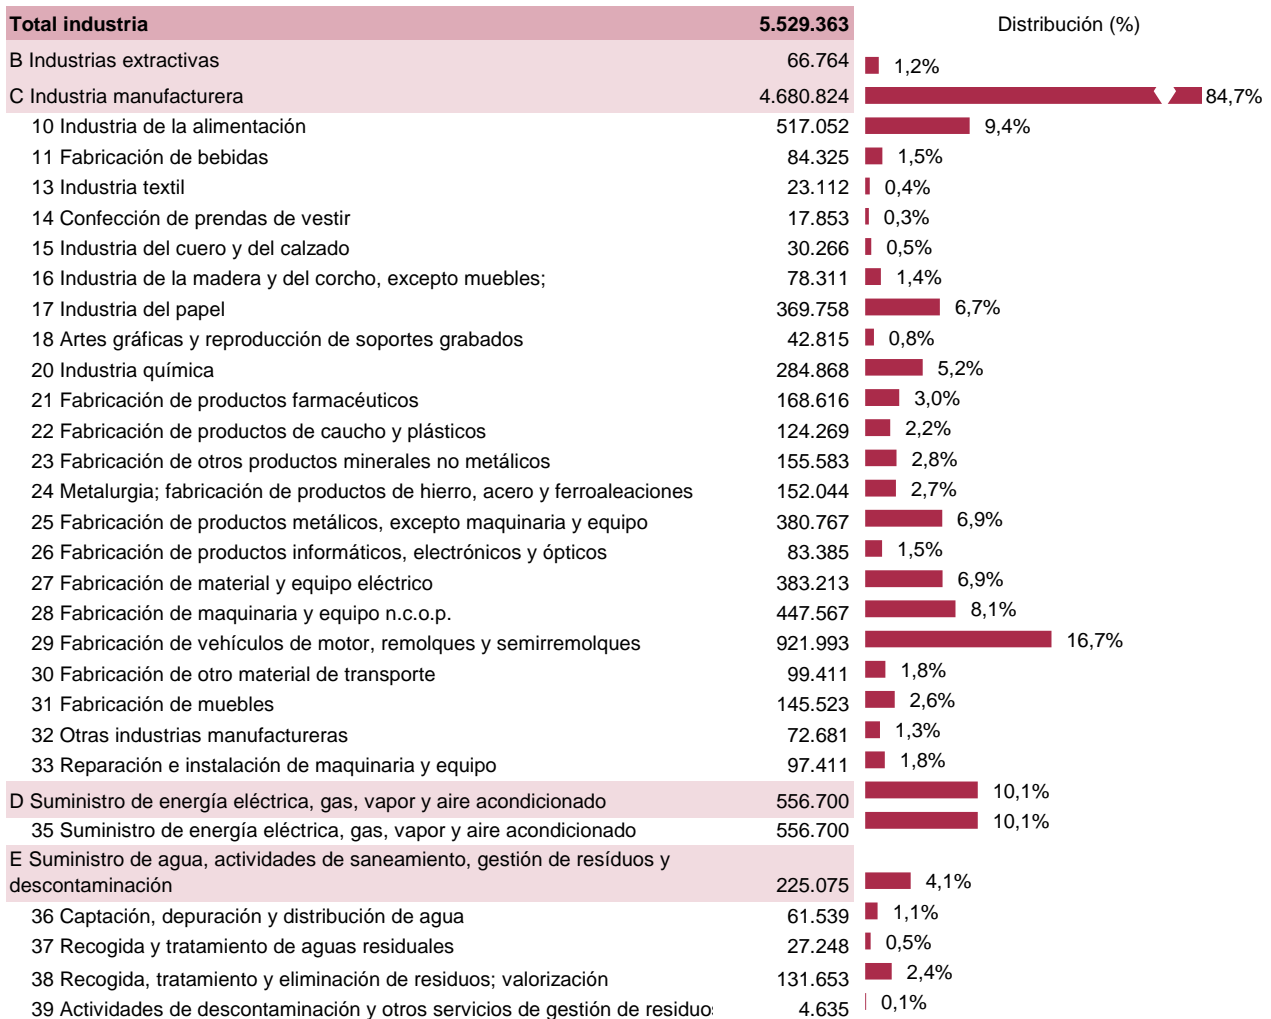 Total industria 5.529.363 Distribución (%)
B Industrias extractivas 66.764 1,2%
C Industria manufacturera 4.680.824 84,7%
10 Industria de la alimentación 517.052 9,4%
11 Fabricación de bebidas 84.325 1,5%
13 Industria textil 23.112 0,4%
14 Confección de prendas de vestir 17.853 0,3%
15 Industria del cuero y del calzado 30.266 0,5%
16 Industria de la madera y del corcho, excepto muebles; 78.311 1,4%
17 Industria del papel 369.758 6,7%
18 Artes gráficas y reproducción de soportes grabados 42.815 0,8%
20 Industria química 284.868 5,2%
21 Fabricación de productos farmacéuticos 168.616 3,0%
22 Fabricación de productos de caucho y plásticos 124.269 2,2%
23 Fabricación de otros productos minerales no metálicos 155.583 2,8%
24 Metalurgia; fabricación de productos de hierro, acero y ferroaleaciones 152.044 2,7%
25 Fabricación de productos metálicos, excepto maquinaria y equipo 380.767 6,9%
26 Fabricación de productos informáticos, electrónicos y ópticos 83.385 1,5%
27 Fabricación de material y equipo eléctrico 383.213 6,9%
28 Fabricación de maquinaria y equipo n.c.o.p. 447.567 8,1%
29 Fabricación de vehículos de motor, remolques y semirremolques 921.993 16,7%
30 Fabricación de otro material de transporte 99.411 1,8%
31 Fabricación de muebles 145.523 2,6%
32 Otras industrias manufactureras 72.681 1,3%
33 Reparación e instalación de maquinaria y equipo 97.411 1,8%
D Suministro de energía eléctrica, gas, vapor y aire acondicionado 556.700 10,1%
35 Suministro de energía eléctrica, gas, vapor y aire acondicionado 556.700 10,1%
E Suministro de agua, actividades de saneamiento, gestión de resíduos y
descontaminación 225.075 4,1%
36 Captación, depuración y distribución de agua 61.539 1,1%
37 Recogida y tratamiento de aguas residuales 27.248 0,5%
38 Recogida, tratamiento y eliminación de residuos; valorización 131.653 2,4%
39 Actividades de descontaminación y otros servicios de gestión de residuo 4.635 0,1%